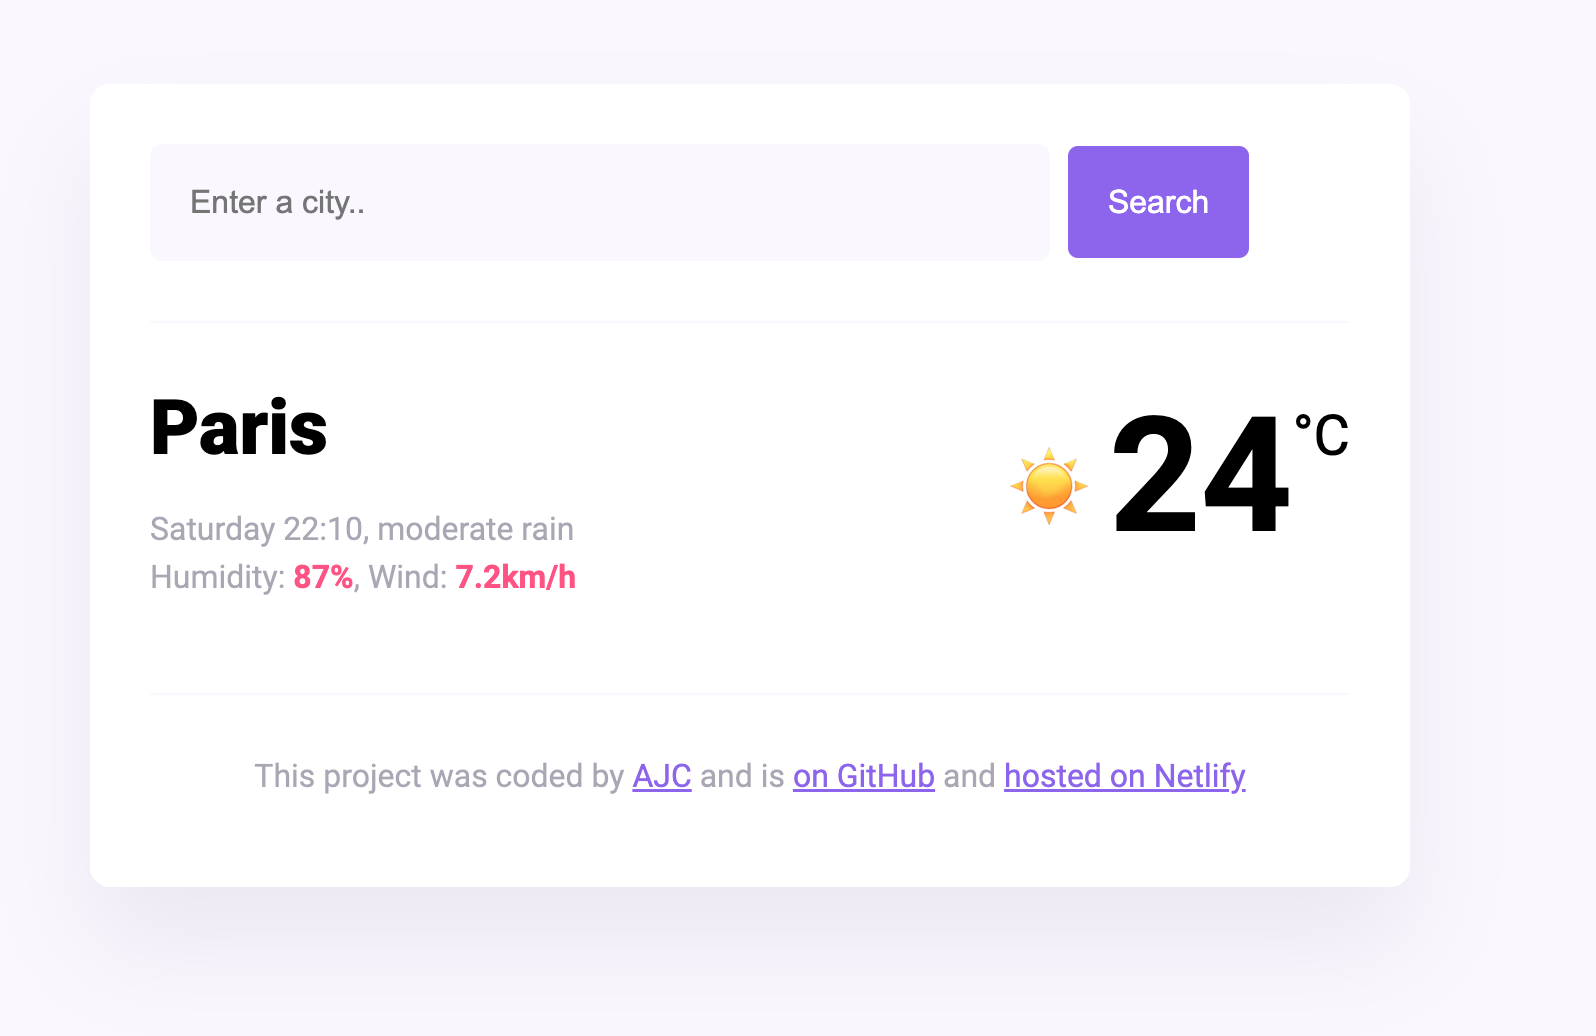 Enter a city..
Search
Paris
24°C
Saturday 22:10, moderate rain
Humidity: 87%, Wind: 7.2km/h
This project was coded by AJC and is on GitHub and hosted on Netlify